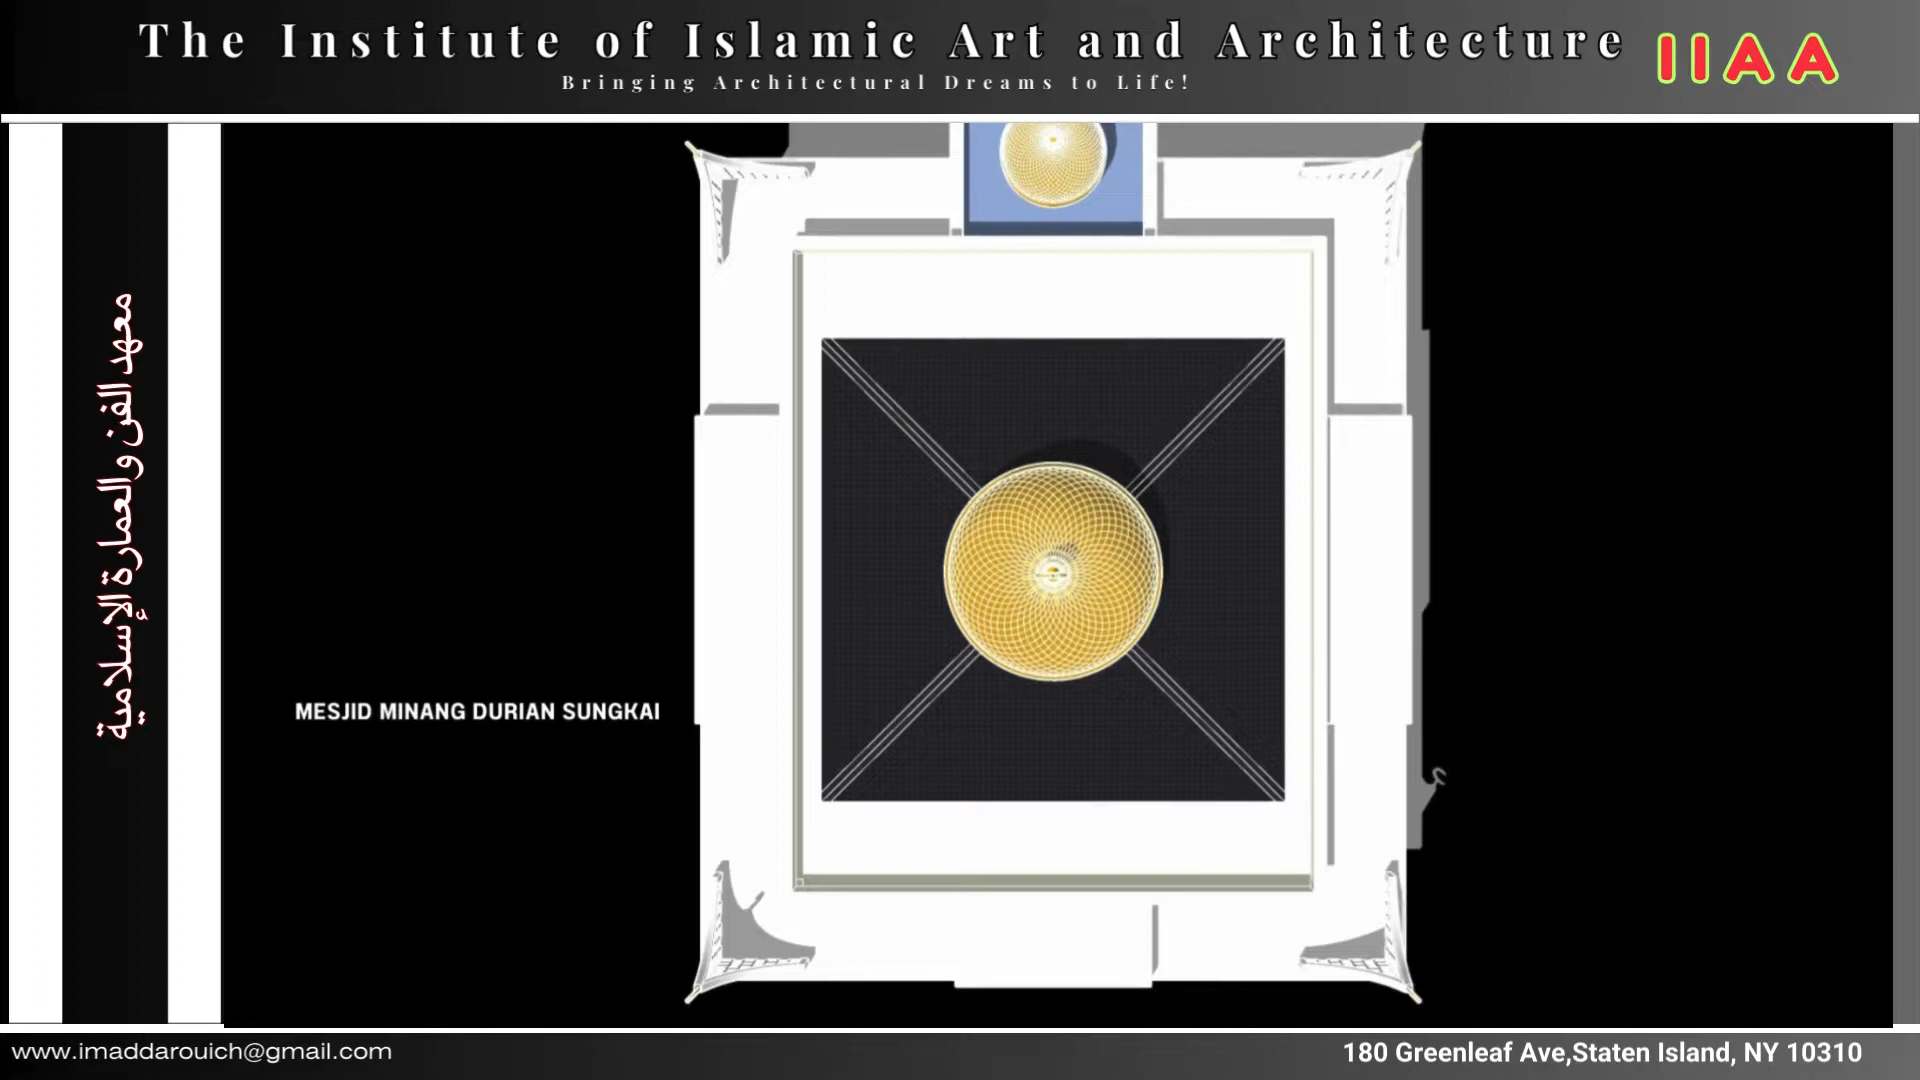 The Institute of Islamic Art and Architecture
IIAA
Bringing Architectural Dreams to Life!
معهد الفن والعمارة الإسلامية
MESJID MINANG DURIAN SUNGKAI
www.imaddarouich@gmail.com
180 Greenleaf Ave,Staten Island, NY 10310